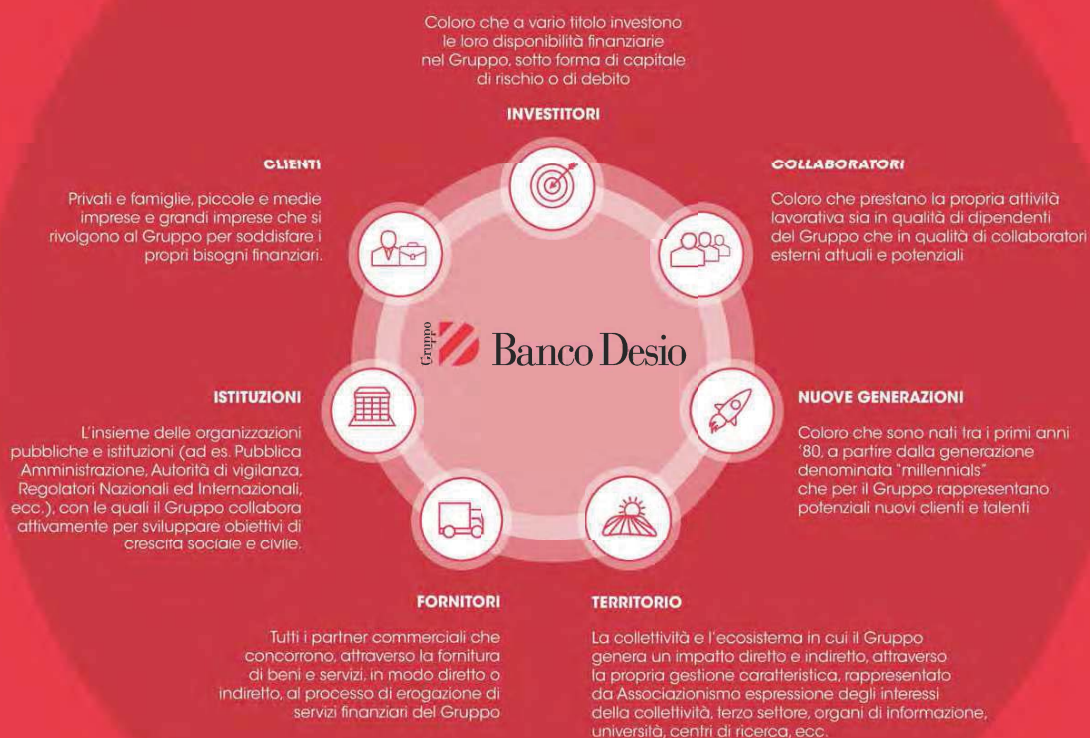 Coloro che a vario titolo investono
le loro disponibilità finanziarie
nel Gruppo, sotto forma di capitale
di rischio o di debito
INVESTITORI
CLIENTI
Privati e famiglie, piccole e medie
imprese e grandi imprese che si
rivolgono al Gruppo per soddisfare i
propri bisogni finanziari.
COLLABORATORI
Coloro che prestano la propria attività
lavorativa sia in qualità di dipendenti
del Gruppo che in qualità di collaboratori
esterni attuali e potenziali
Gruppo
Banco Desio
ISTITUZIONI
L'insieme delle organizzazioni
pubbliche e istituzioni (ad es. Pubblica
Amministrazione, Autorità di vigilanza,
Regolatori Nazionali ed Internazionali,
ecc.), con le quali il Gruppo collabora
attivamente per sviluppare obiettivi di
crescita sociale e civile.
NUOVE GENERAZIONI
Coloro che sono nati tra i primi anni
'80, a partire dalla generazione
denominata "millennials"
che per il Gruppo rappresentano
potenziali nuovi clienti e talenti
FORNITORI
Tutti i partner commerciali che
concorrono, attraverso la fornitura
di beni e servizi, in modo diretto o
indiretto, al processo di erogazione di
servizi finanziari del Gruppo
TERRITORIO
La collettività e l'ecosistema in cui il Gruppo
genera un impatto diretto e indiretto, attraverso
la propria gestione caratteristica, rappresentato
da Associazionismo espressione degli interessi
della collettività, terzo settore, organi di informazione,
università, centri di ricerca, ecc.